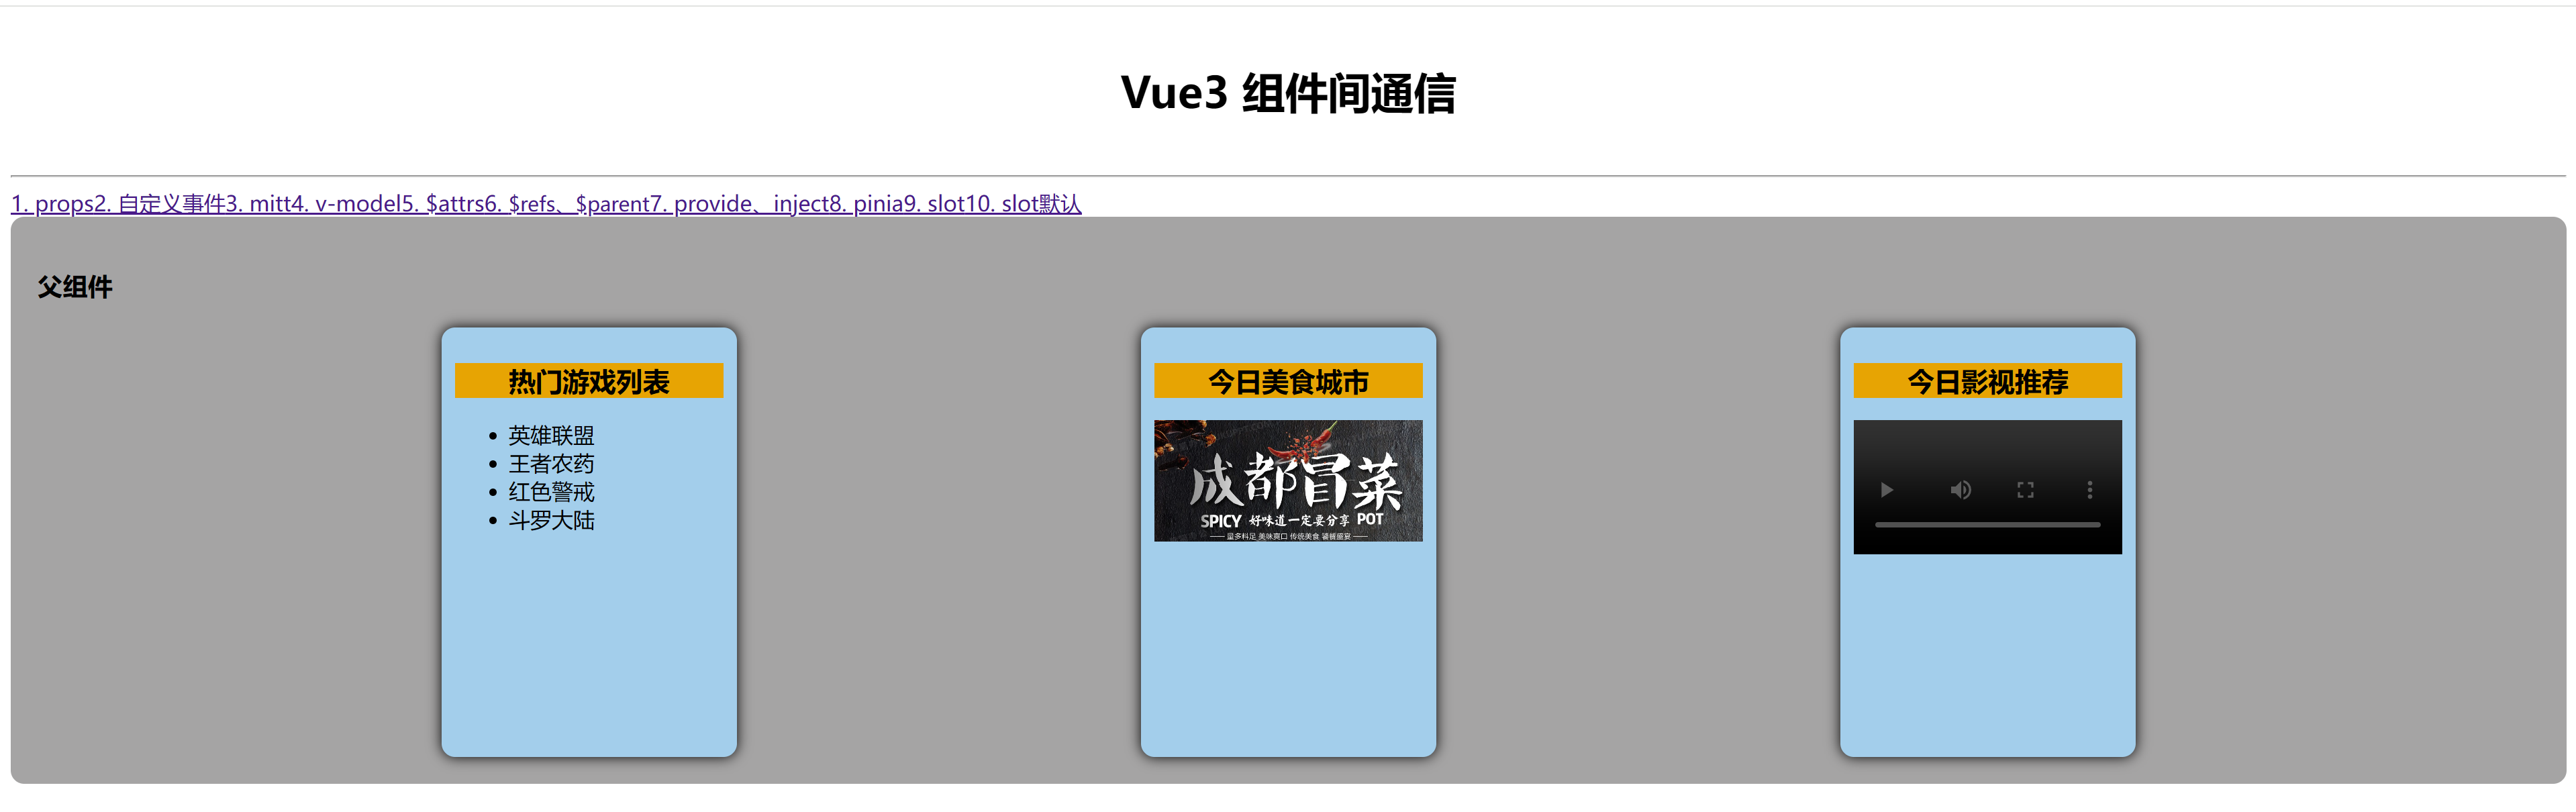 Vue3 组件间通信
1. props2. 自定义事件3. mitt4. v-model5. $attrs6. $refs、$parent7. provide、inject8. pinia9. slot10. slot默认
父组件
热门游戏列表
英雄联盟
王者农药
红色警戒
斗罗大陆
今日美食城市
成都冒菜
SPICY 好味道一定要分享 POT
今日影视推荐